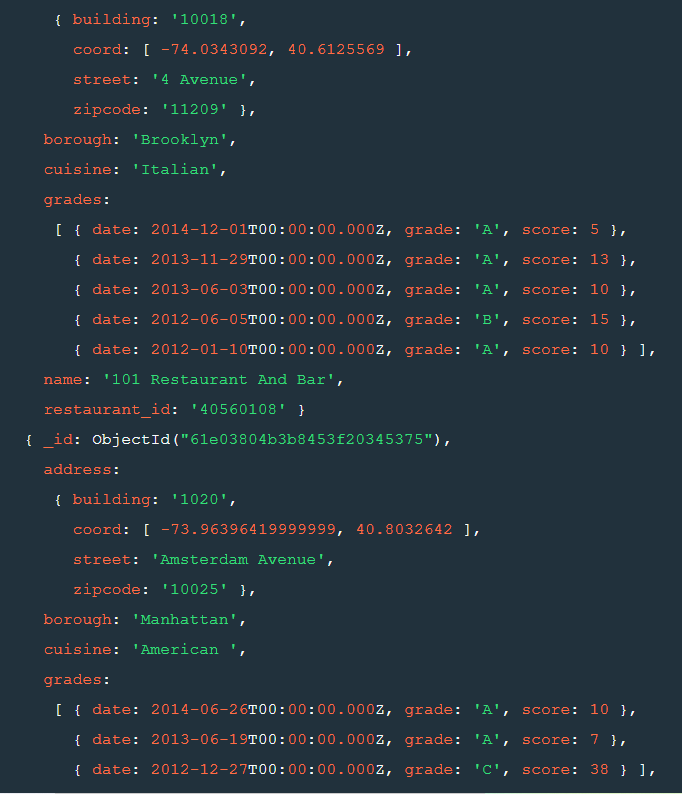 { building: '10018',
coord: [ -74.0343092, 40.6125569 ],
street: '4 Avenue',
zipcode: '11209' },
borough: 'Brooklyn',
cuisine: 'Italian',
grades:
[ { date: 2014-12-01T00:00:00.000Z, grade: 'A', score: 5 },
{ date: 2013-11-29T00:00:00.000Z, grade: 'A', score: 13 },
{ date: 2013-06-03T00:00:00.000Z, grade: 'A', score: 10 },
{ date: 2012-06-05T00:00:00.000Z, grade: 'B', score: 15 },
{ date: 2012-01-10T00:00:00.000Z, grade: 'A', score: 10 } ],
name: '101 Restaurant And Bar',
restaurant_id: '40560108' }
{ _id: ObjectId("61e03804b3b8453f20345375"),
address:
{ building: '1020',
coord: [ -73.96396419999999, 40.8032642 ],
street: 'Amsterdam Avenue',
zipcode: '10025' },
borough: 'Manhattan',
cuisine: 'American ',
grades:
[ { date: 2014-06-26T00:00:00.000Z, grade: 'A', score: 10 },
{ date: 2013-06-19T00:00:00.000Z, grade: 'A', score: 7 },
{ date: 2012-12-27T00:00:00.000Z, grade: 'C', score: 38 } ],